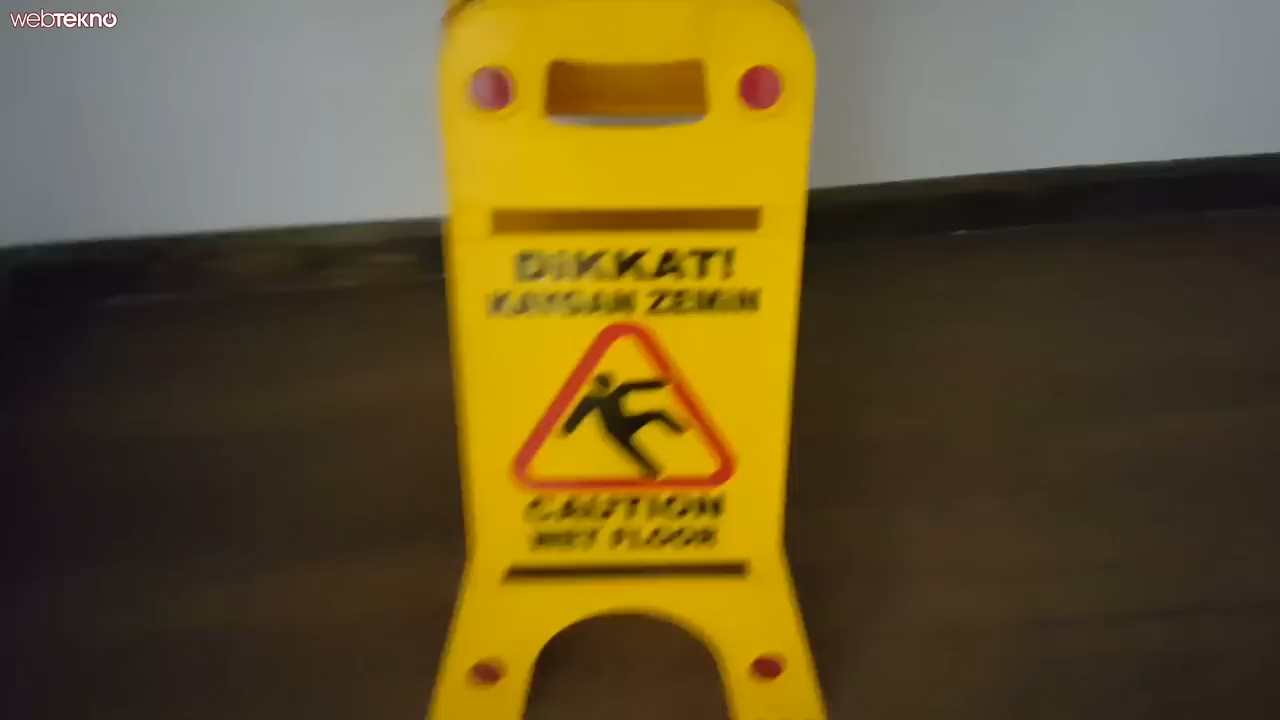 webTEKNO
DİKKAT!
KAYGAN ZEMİN
CAUTION
WET FLOOR